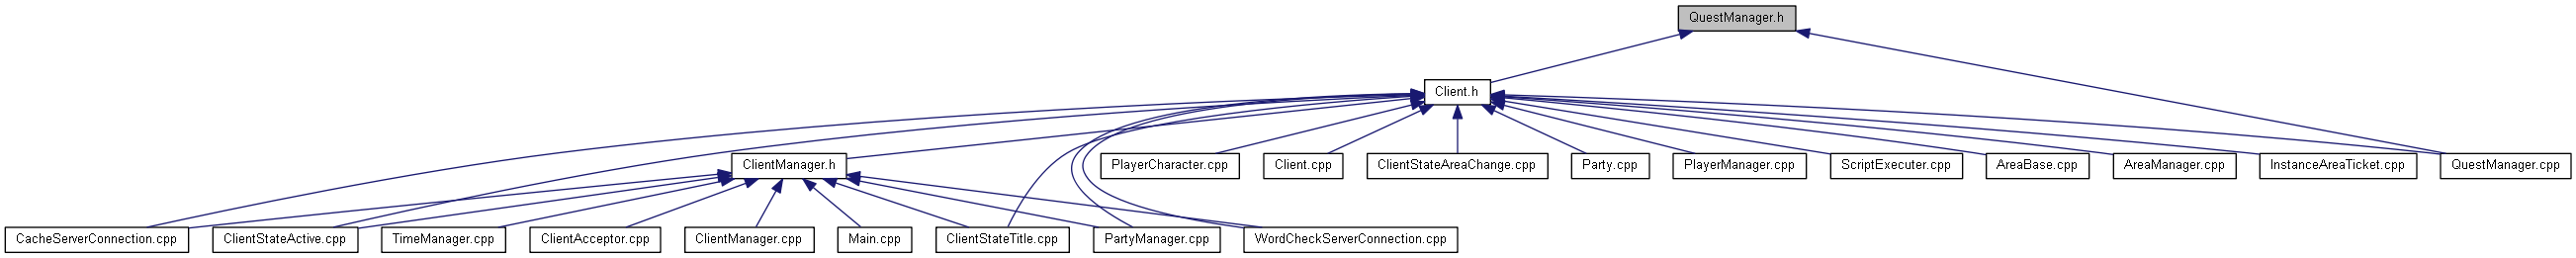 QuestManager.h
Client.h
ClientManager.h
PlayerCharacter.cpp
Client.cpp
ClientStateAreaChange.cpp
Party.cpp
PlayerManager.cpp
ScriptExecuter.cpp
AreaBase.cpp
AreaManager.cpp
InstanceAreaTicket.cpp
QuestManager.cpp
CacheServerConnection.cpp
ClientStateActive.cpp
TimeManager.cpp
ClientAcceptor.cpp
ClientManager.cpp
Main.cpp
ClientStateTitle.cpp
PartyManager.cpp
WordCheckServerConnection.cpp